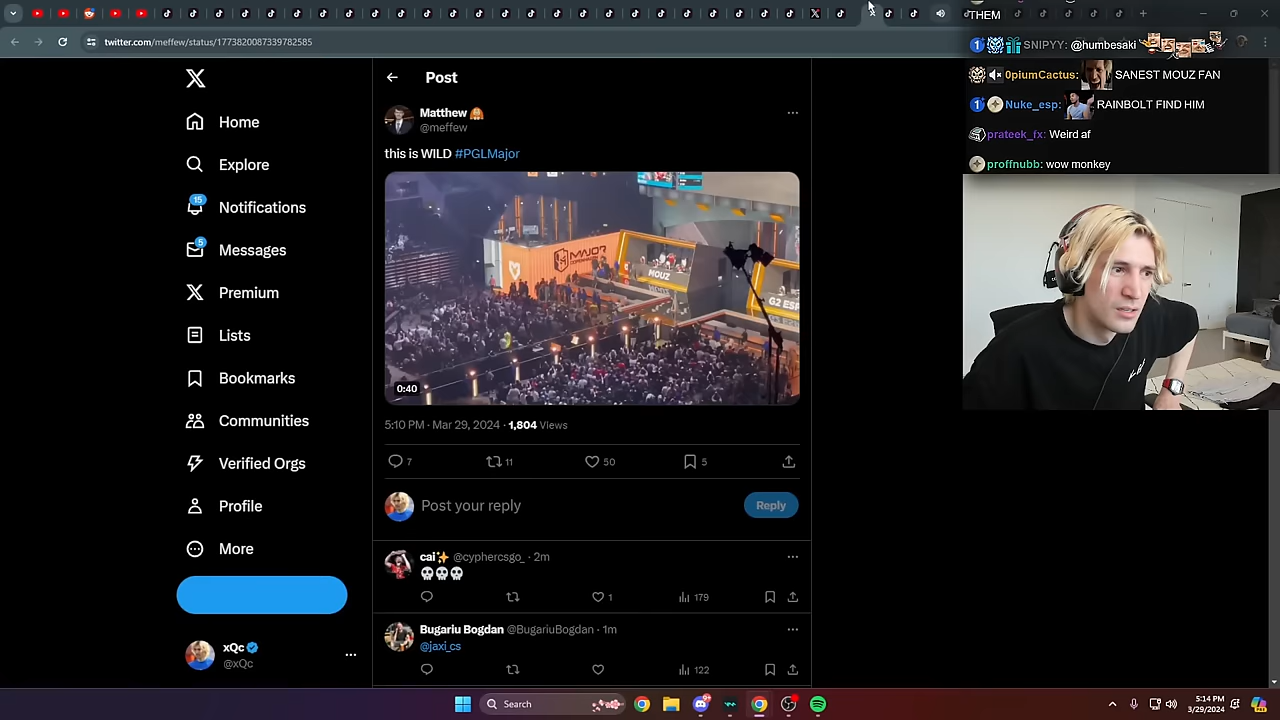 twitter.com/meffew/status/1773820087339782585
THEM
SNIPYY: @humbesaki
0piumCactus: SANEST MOUZ FAN
Nuke_esp: RAINBOLT FIND HIM
prateek_fx: Weird af
proffnubb: wow monkey
Home
Explore
15
Notifications
5
Messages
Premium
Lists
Bookmarks
Communities
Verified Orgs
Profile
More
xQc
@xQc
Post
Matthew
@meffew
this is WILD #PGLMajor
MAJOR
MOUZ
G2 ESP
0:40
5:10 PM · Mar 29, 2024 · 1,804 Views
7 11 50 5
Post your reply
Reply
cai✨ @cyphercsgo_ · 2m
💀💀💀
1 179
Bugariu Bogdan @BugariuBogdan · 1m
@jaxi_cs
122
Search
5:14 PM
3/29/2024